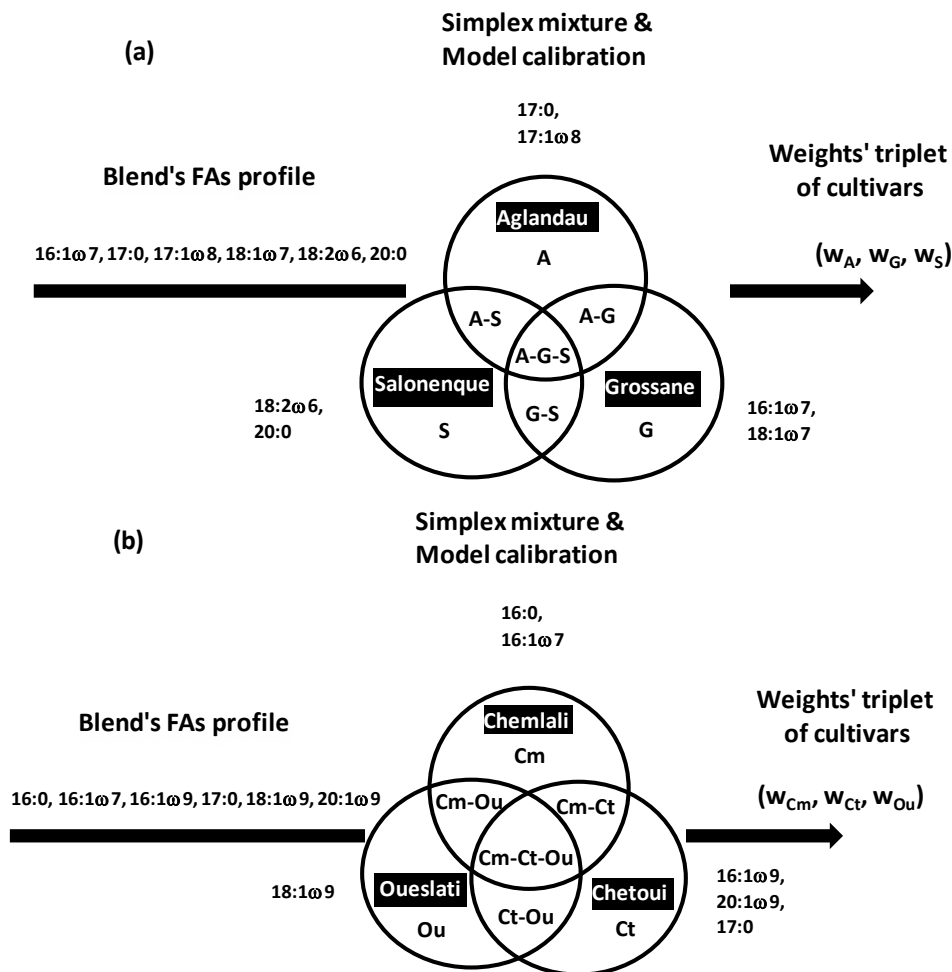 Simplex mixture &
Model calibration
(a)
17:0,
17:1ω8
Blend's FAs profile
Weights' triplet
of cultivars
16:1ω7, 17:0, 17:1ω8, 18:1ω7, 18:2ω6, 20:0
Aglandau
A
(wA, wG, wS)
A-S
A-G
A-G-S
Salonenque
Grossane
18:2ω6,
20:0
S
G-S
G
16:1ω7,
18:1ω7
Simplex mixture &
Model calibration
(b)
16:0,
16:1ω7
Blend's FAs profile
Weights' triplet
of cultivars
16:0, 16:1ω7, 16:1ω9, 17:0, 18:1ω9, 20:1ω9
Chemlali
Cm
(wCm, wCt, wOu)
Cm-Ou
Cm-Ct
Cm-Ct-Ou
18:1ω9
Oueslati
Chetoui
Ou
Ct-Ou
Ct
16:1ω9,
20:1ω9,
17:0